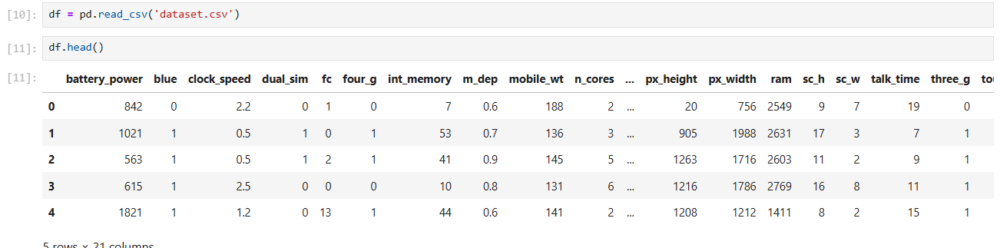 [10]: df = pd.read_csv('dataset.csv')
[11]: df.head()
[11]: battery_power blue clock_speed dual_sim fc four_g int_memory m_dep mobile_wt n_cores ... px_height px_width ram sc_h sc_w talk_time three_g tou
0 842 0 2.2 0 1 0 7 0.6 188 2 ... 20 756 2549 9 7 19 0
1 1021 1 0.5 1 0 1 53 0.7 136 3 ... 905 1988 2631 17 3 7 1
2 563 1 0.5 1 2 1 41 0.9 145 5 ... 1263 1716 2603 11 2 9 1
3 615 1 2.5 0 0 0 10 0.8 131 6 ... 1216 1786 2769 16 8 11 1
4 1821 1 1.2 0 13 1 44 0.6 141 2 ... 1208 1212 1411 8 2 15 1
5 rows × 21 columns